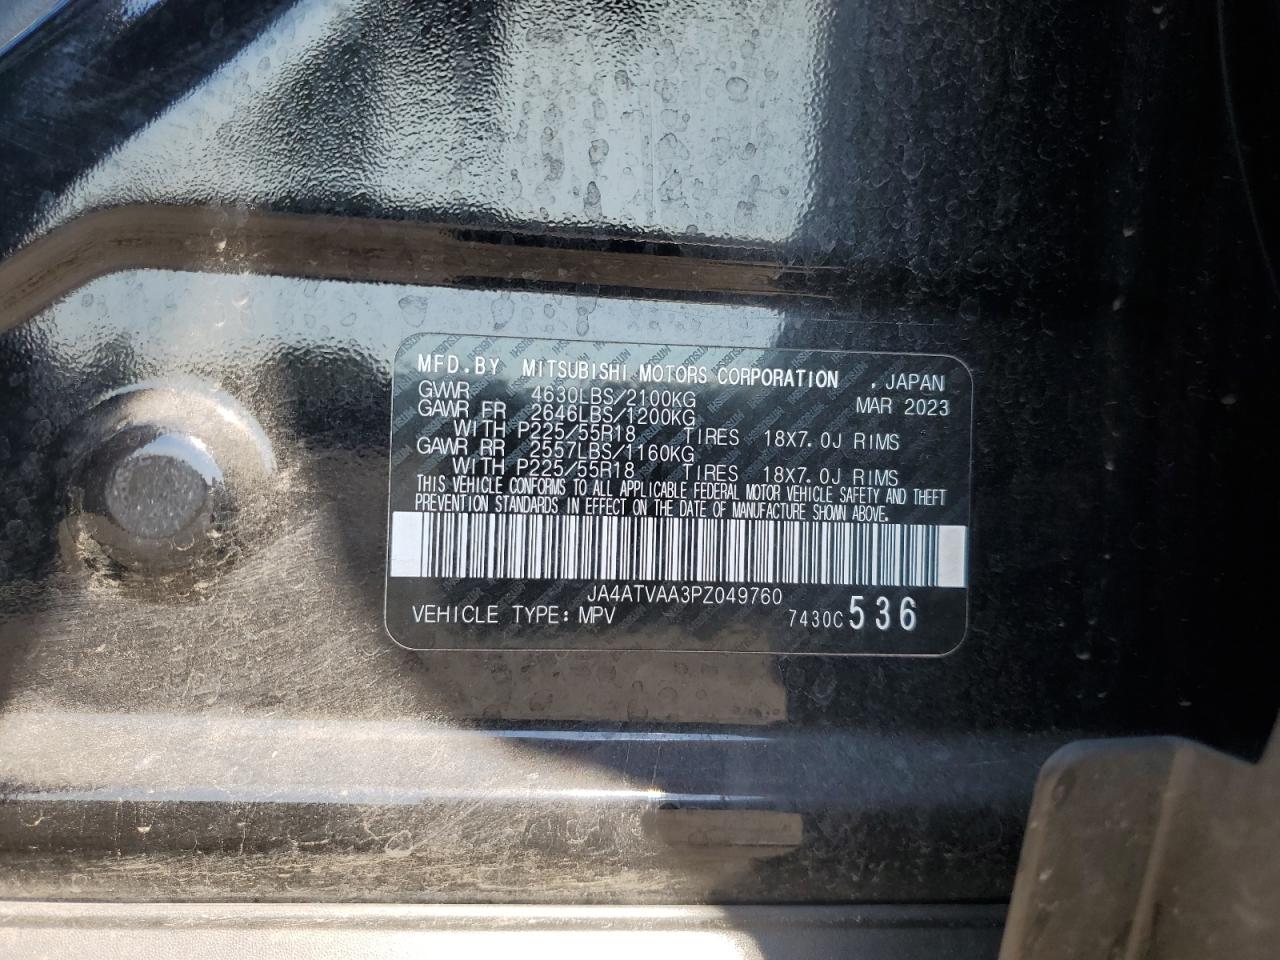 MFD.BY MITSUBISHI MOTORS CORPORATION , JAPAN
GVWR 4630LBS/2100KG MAR 2023
GAWR FR 2646LBS/1200KG
WITH P225/55R18 TIRES 18X7.0J RIMS
GAWR RR 2557LBS/1160KG
WITH P225/55R18 TIRES 18X7.0J RIMS
THIS VEHICLE CONFORMS TO ALL APPLICABLE FEDERAL MOTOR VEHICLE SAFETY AND THEFT
PREVENTION STANDARDS IN EFFECT ON THE DATE OF MANUFACTURE SHOWN ABOVE.
JA4ATVAA3PZ049760
VEHICLE TYPE: MPV 7430C 536